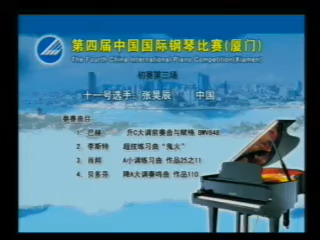 第四届中国国际钢琴比赛(厦门)
The Fourth China International Piano Competition(Xiamen)
初赛第三场
十一号选手: 张昊辰 中国
参赛曲目
1. 巴赫: 升C大调前奏曲与赋格 BWV848
2. 李斯特 超技练习曲“鬼火”
3. 肖邦 A小调练习曲 作品25之11
4. 贝多芬 降A大调奏鸣曲 作品110